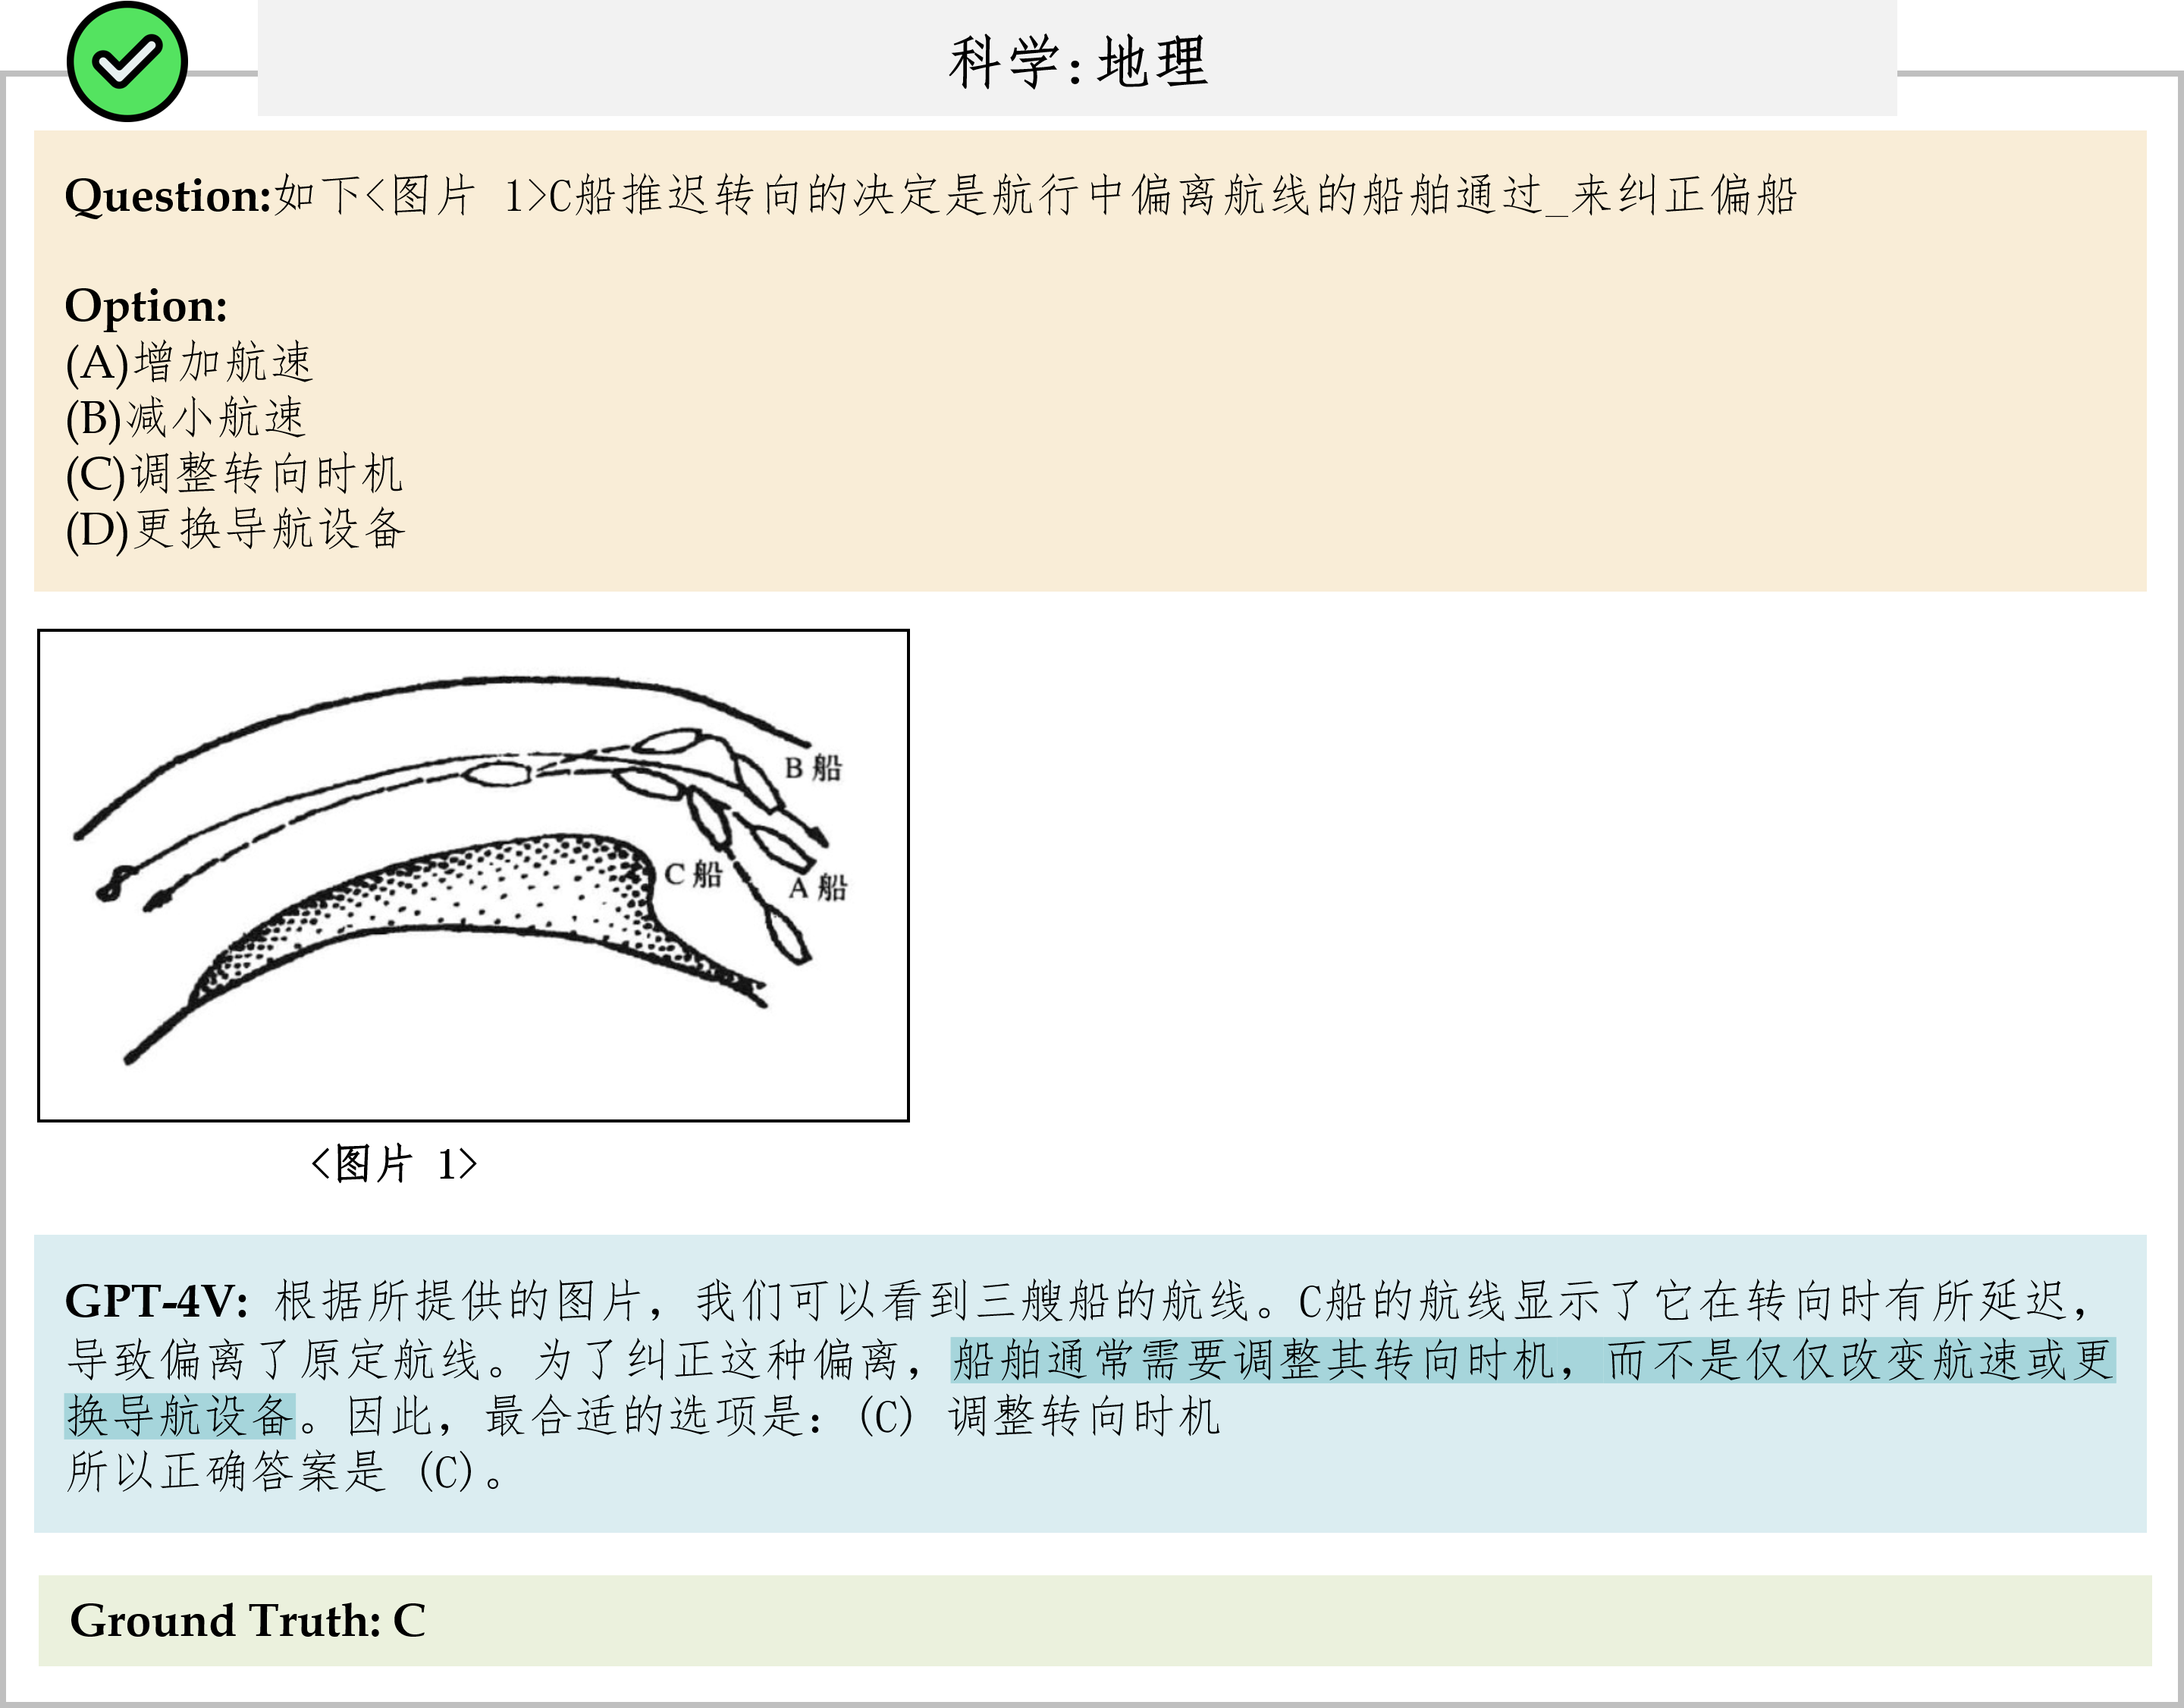 科学:地理
Question:如下<图片 1>C船推迟转向的决定是航行中偏离航线的船舶通过_来纠正偏船
Option:
(A)增加航速
(B)减小航速
(C)调整转向时机
(D)更换导航设备
B 船
C 船
A 船
<图片 1>
GPT-4V: 根据所提供的图片，我们可以看到三艘船的航线。C船的航线显示了它在转向时有所延迟，
导致偏离了原定航线。为了纠正这种偏离，船舶通常需要调整其转向时机，而不是仅仅改变航速或更
换导航设备。因此，最合适的选项是：(C) 调整转向时机
所以正确答案是 (C)。
Ground Truth: C